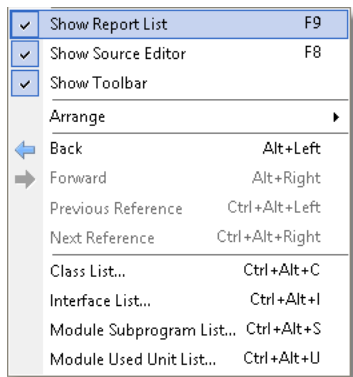 Show Report List F9
Show Source Editor F8
Show Toolbar
Arrange
Back Alt+Left
Forward Alt+Right
Previous Reference Ctrl+Alt+Left
Next Reference Ctrl+Alt+Right
Class List... Ctrl+Alt+C
Interface List... Ctrl+Alt+I
Module Subprogram List... Ctrl+Alt+S
Module Used Unit List... Ctrl+Alt+U